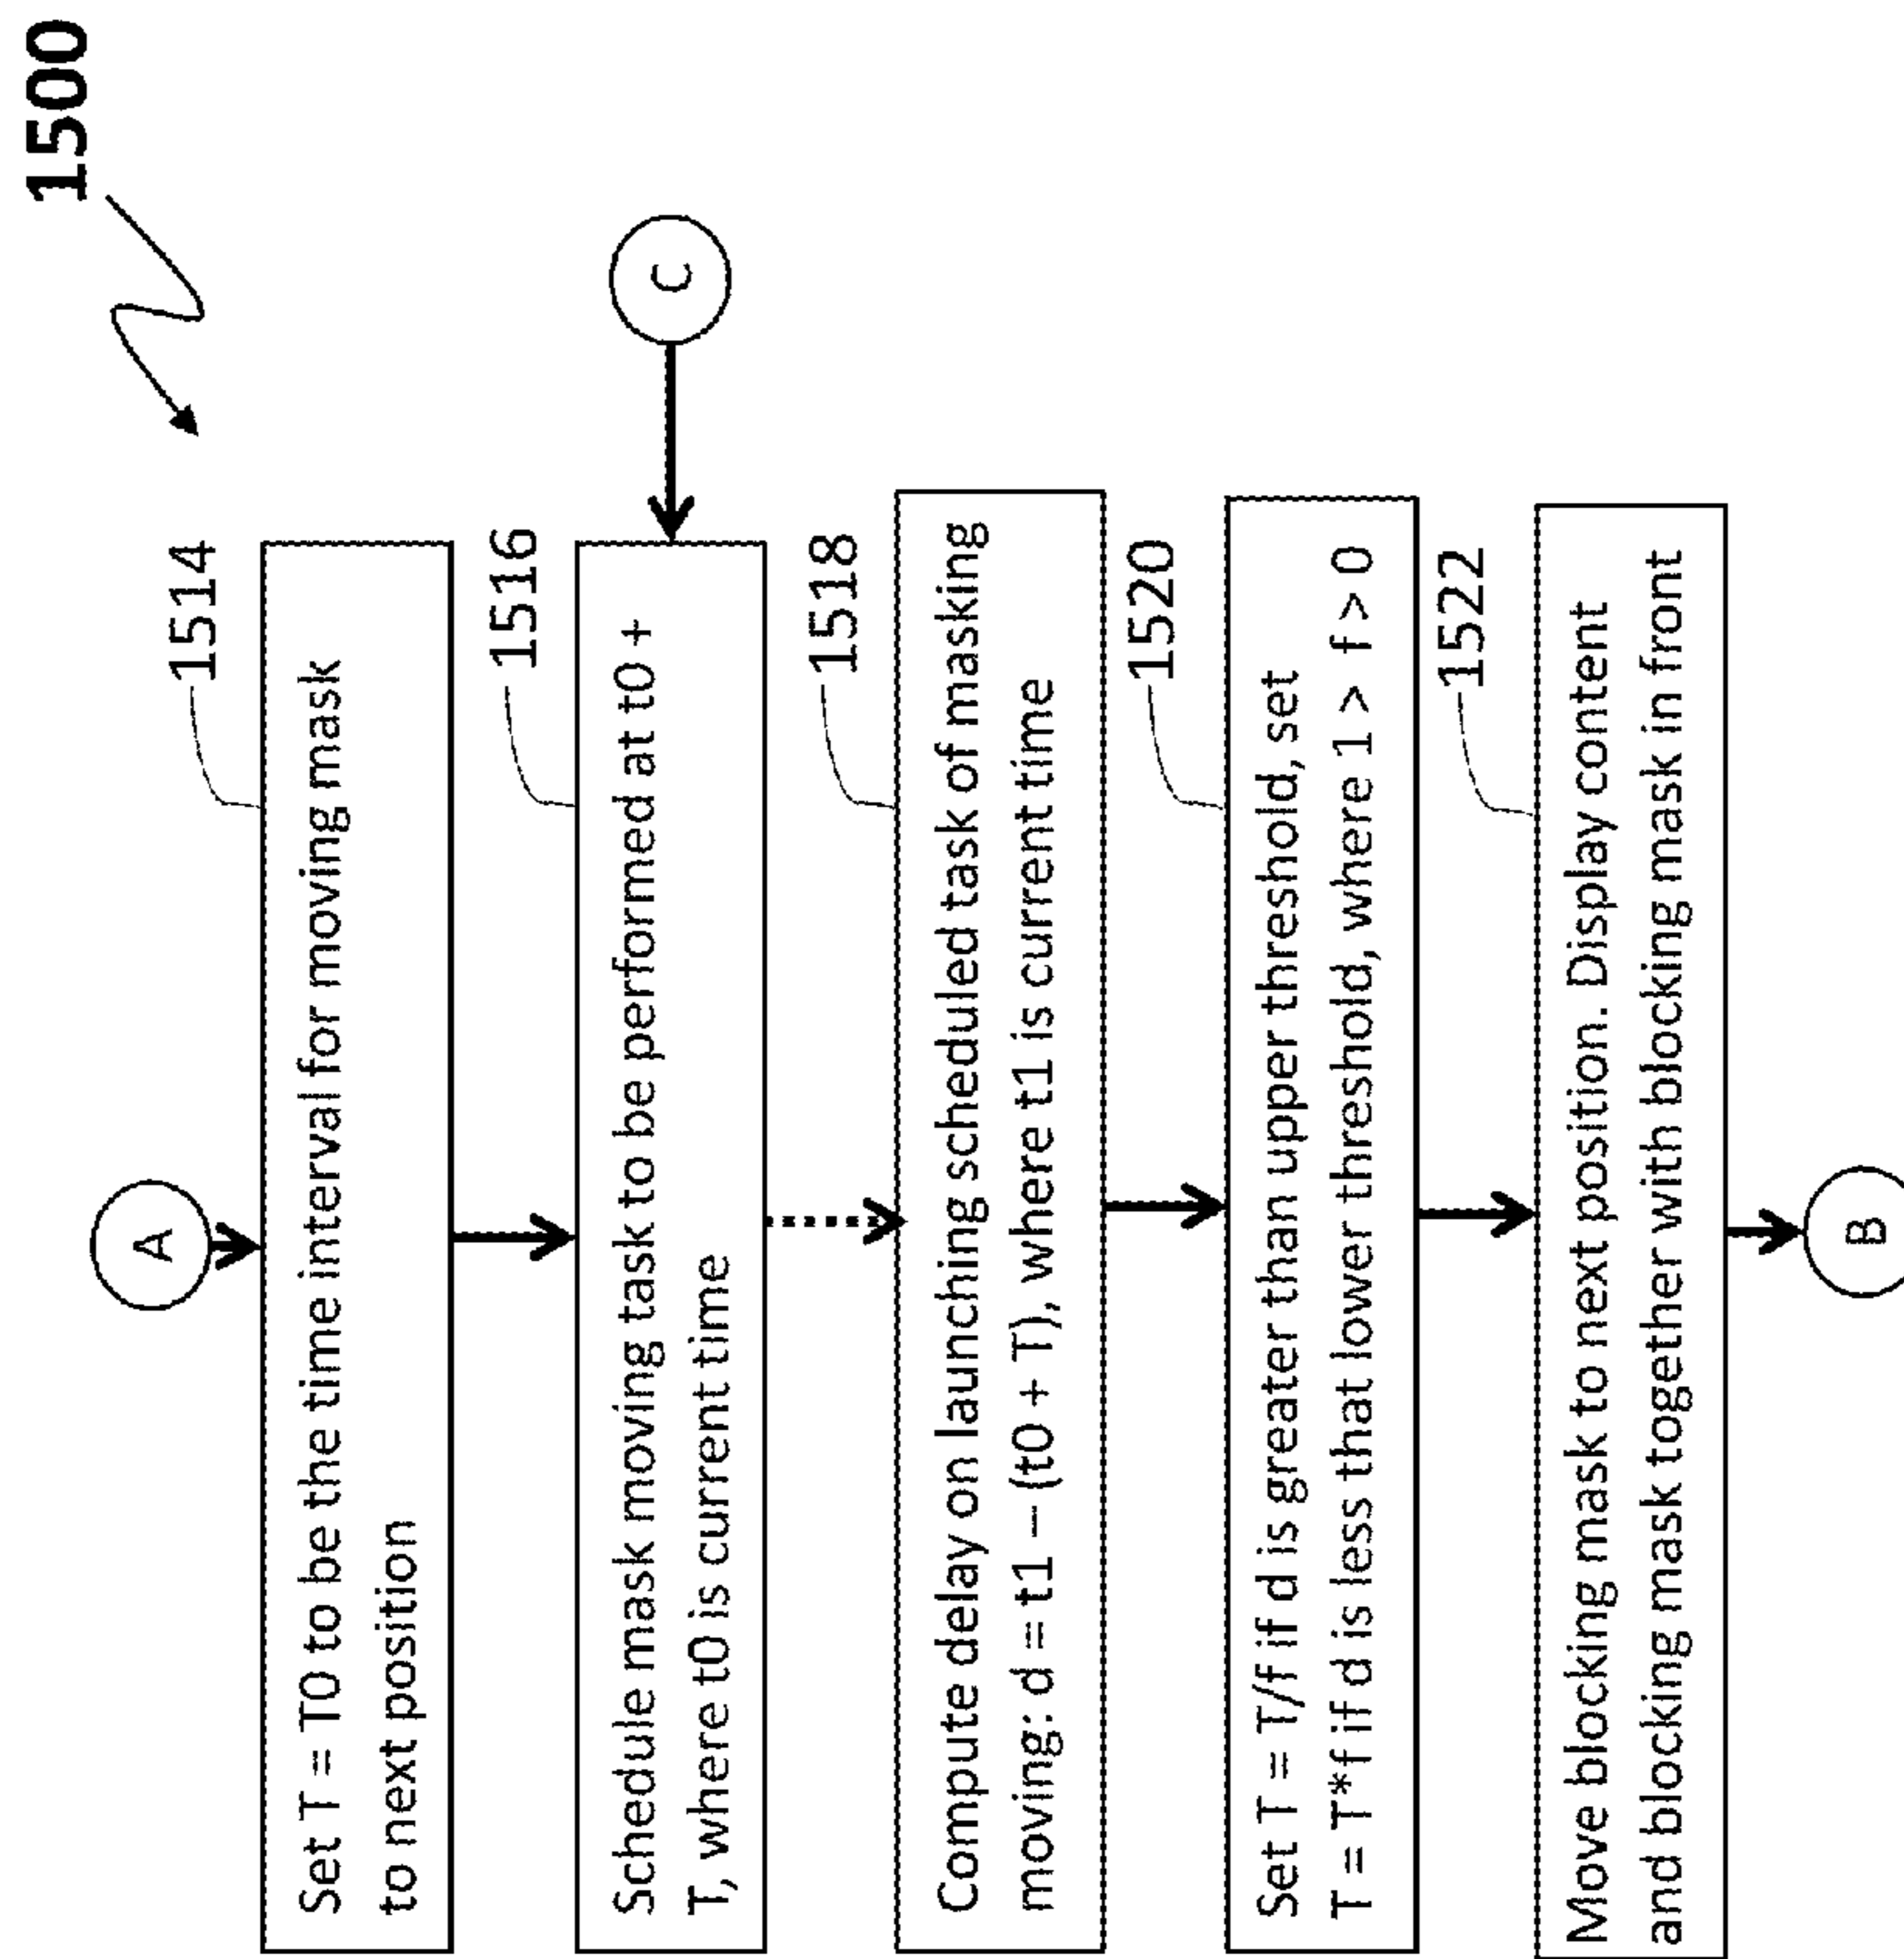 1500
A
1514
Set T = T0 to be the time interval for moving mask
to next position
1516
C
Schedule mask moving task to be performed at t0 +
T, where t0 is current time
1518
Compute delay on launching scheduled task of masking
moving: d = t1 – (t0 + T), where t1 is current time
1520
Set T = T/f if d is greater than upper threshold, set
T = T*f if d is less that lower threshold, where 1 > f > 0
1522
Move blocking mask to next position. Display content
and blocking mask together with blocking mask in front
B